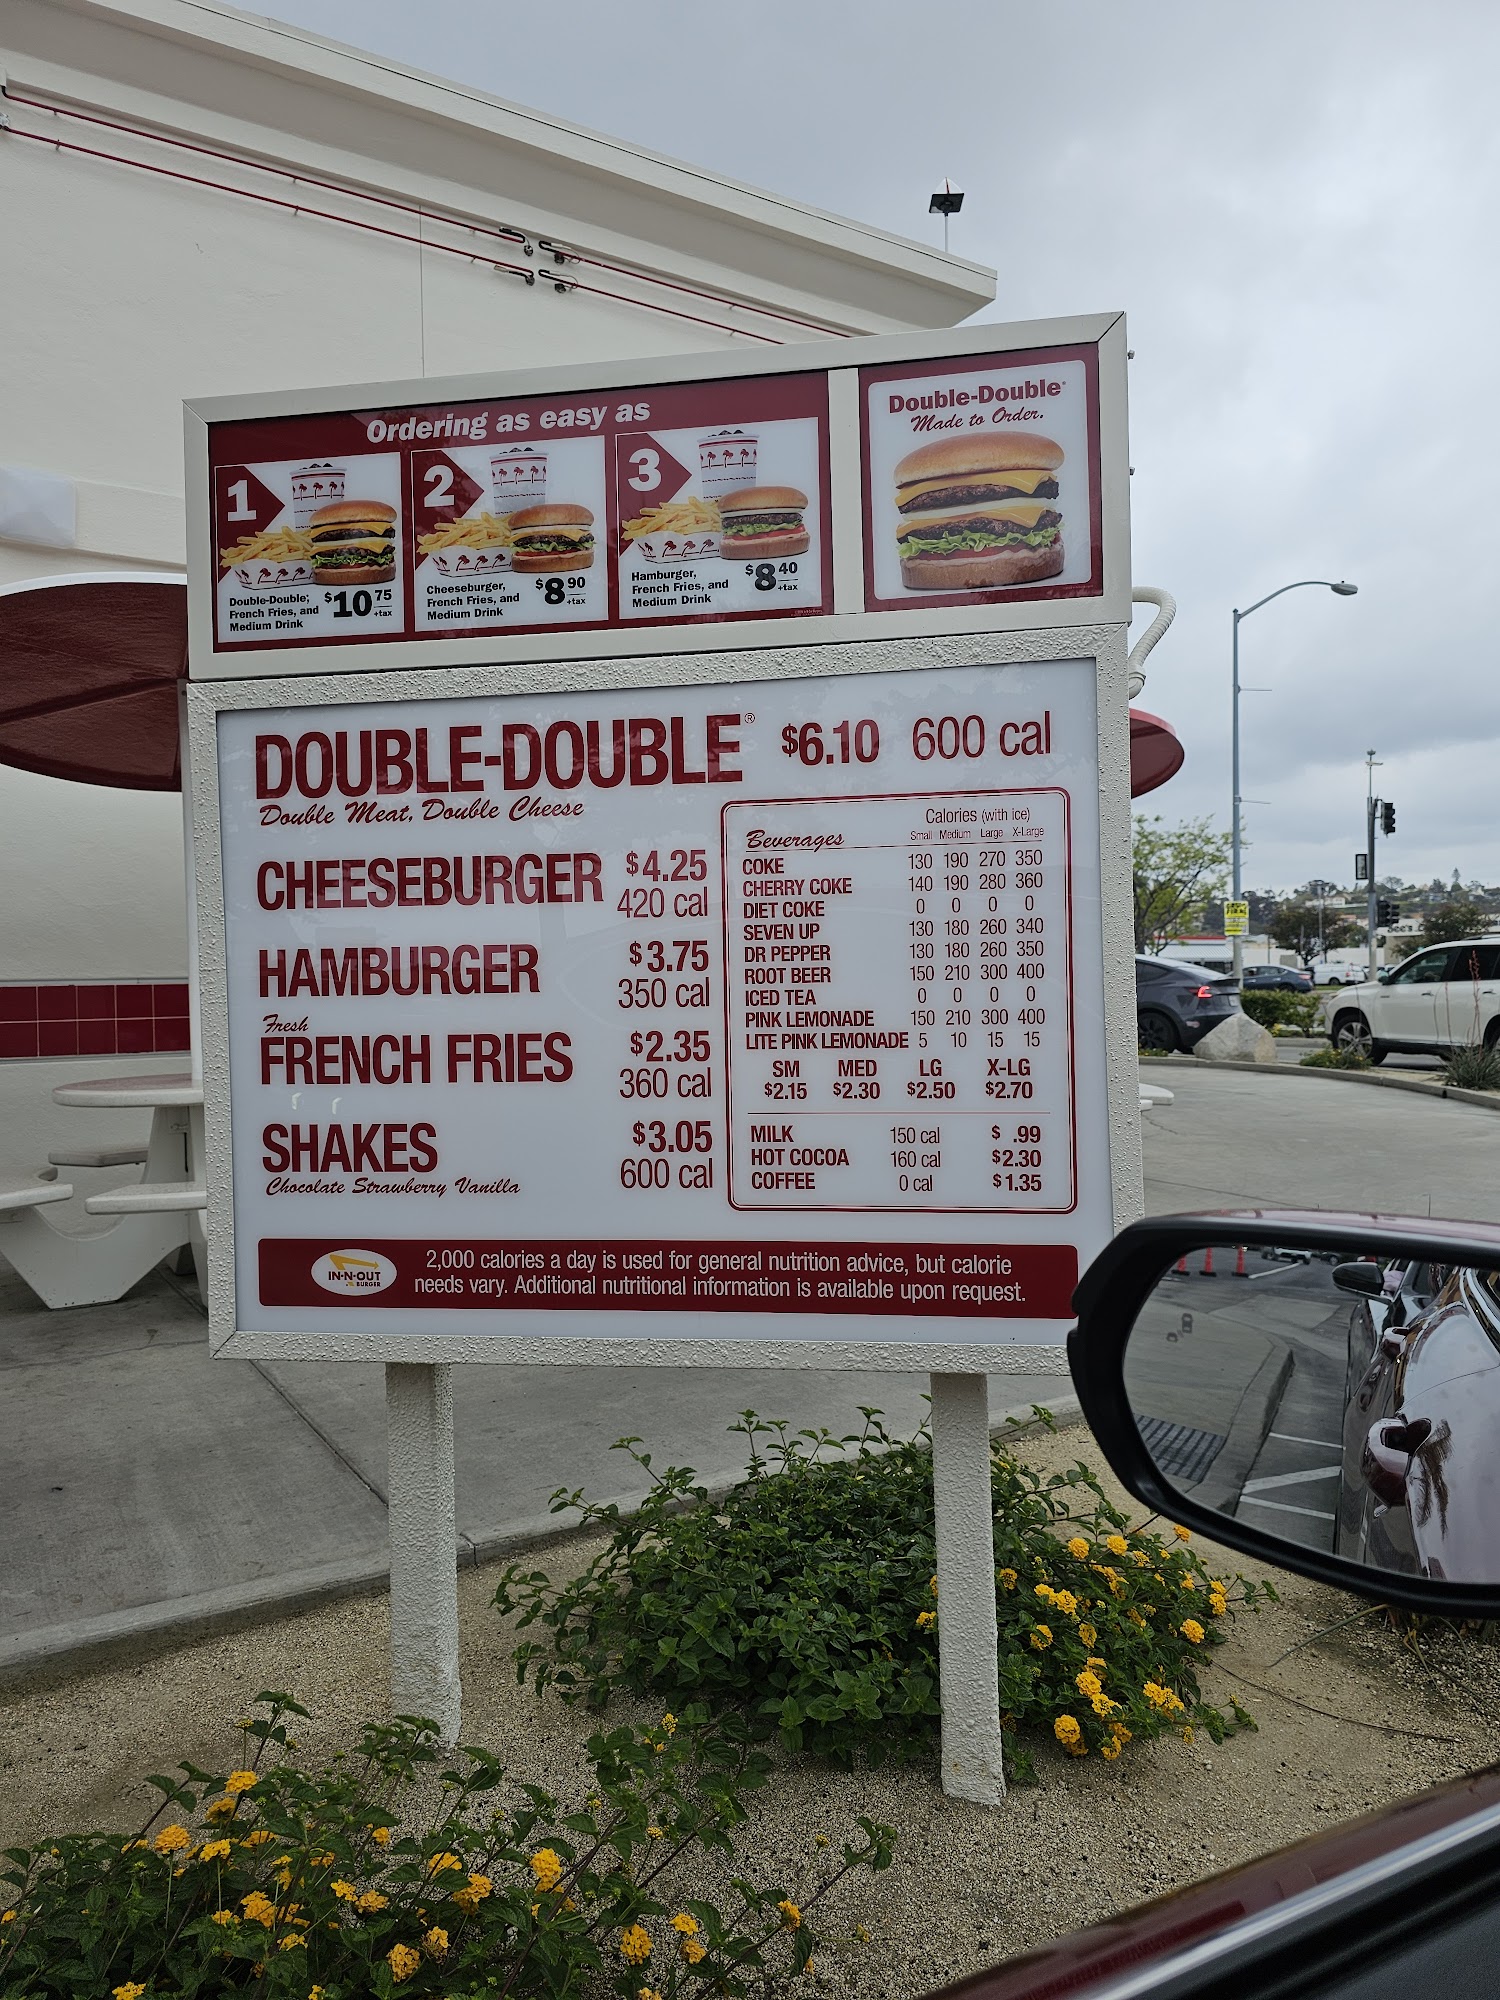 Ordering as easy as
1
Double-Double,
French Fries, and
Medium Drink
$10 75
+tax
2
Cheeseburger,
French Fries, and
Medium Drink
$8 90
+tax
3
Hamburger,
French Fries, and
Medium Drink
$8 40
+tax
Double-Double®
Made to Order.
DOUBLE-DOUBLE® $6.10 600 cal
Double Meat, Double Cheese
CHEESEBURGER $4.25
420 cal
HAMBURGER $3.75
350 cal
Fresh
FRENCH FRIES $2.35
360 cal
SHAKES $3.05
Chocolate Strawberry Vanilla 600 cal
Calories (with ice)
Beverages Small Medium Large X-Large
COKE 130 190 270 350
CHERRY COKE 140 190 280 360
DIET COKE 0 0 0 0
SEVEN UP 130 180 260 340
DR PEPPER 130 180 260 350
ROOT BEER 150 210 300 400
ICED TEA 0 0 0 0
PINK LEMONADE 150 210 300 400
LITE PINK LEMONADE 5 10 15 15
SM MED LG X-LG
$2.15 $2.30 $2.50 $2.70
MILK 150 cal $ .99
HOT COCOA 160 cal $2.30
COFFEE 0 cal $1.35
IN-N-OUT
BURGER
2,000 calories a day is used for general nutrition advice, but calorie
needs vary. Additional nutritional information is available upon request.